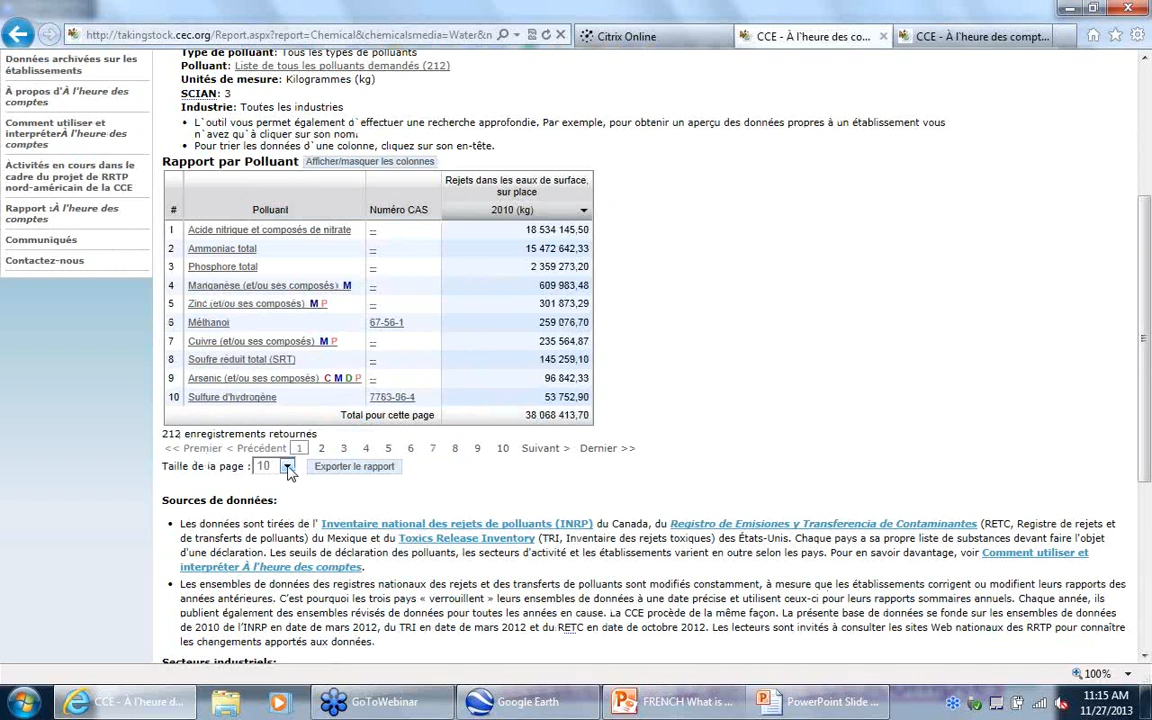 http://takingstock.cec.org/Report.aspx?report=Chemical&chemicalsmedia=Water&n
Citrix Online
CCE - À l'heure des co...
CCE - À l'heure des compt...
Données archivées sur les
établissements
À propos d'À l'heure des
comptes
Comment utiliser et
interpréterÀ l'heure des
comptes
Activités en cours dans le
cadre du projet de RRTP
nord-américain de la CCE
Rapport :À l'heure des
comptes
Communiqués
Contactez-nous
Type de polluant: Tous les types de polluants
Polluant: Liste de tous les polluants demandés (212)
Unités de mesure: Kilogrammes (kg)
SCIAN: 3
Industrie: Toutes les industries
• L`outil vous permet également d`effectuer une recherche approfondie. Par exemple, pour obtenir un aperçu des données propres à un établissement vous
n`avez qu`à cliquer sur son nom.
• Pour trier les données d`une colonne, cliquez sur son en-tête.
Rapport par Polluant Afficher/masquer les colonnes
Rejets dans les eaux de surface,
sur place
# Polluant Numéro CAS 2010 (kg)
1 Acide nitrique et composés de nitrate -- 18 534 145,50
2 Ammoniac total -- 15 472 642,33
3 Phosphore total -- 2 359 273,20
4 Manganèse (et/ou ses composés) M -- 609 983,48
5 Zinc (et/ou ses composés) M P -- 301 873,29
6 Méthanol 67-56-1 259 076,70
7 Cuivre (et/ou ses composés) M P -- 235 564,87
8 Soufre réduit total (SRT) -- 145 259,10
9 Arsenic (et/ou ses composés) C M D P -- 96 842,33
10 Sulfure d'hydrogène 7783-06-4 53 752,90
Total pour cette page 38 068 413,70
212 enregistrements retournés
<< Premier < Précédent 1 2 3 4 5 6 7 8 9 10 Suivant > Dernier >>
Taille de la page : 10 Exporter le rapport
Sources de données:
• Les données sont tirées de l' Inventaire national des rejets de polluants (INRP) du Canada, du Registro de Emisiones y Transferencia de Contaminantes (RETC, Registre de rejets et
de transferts de polluants) du Mexique et du Toxics Release Inventory (TRI, Inventaire des rejets toxiques) des États-Unis. Chaque pays a sa propre liste de substances devant faire l'objet
d'une déclaration. Les seuils de déclaration des polluants, les secteurs d'activité et les établissements varient en outre selon les pays. Pour en savoir davantage, voir Comment utiliser et
interpréter À l'heure des comptes.
• Les ensembles de données des registres nationaux des rejets et des transferts de polluants sont modifiés constamment, à mesure que les établissements corrigent ou modifient leurs rapports des
années antérieures. C'est pourquoi les trois pays « verrouillent » leurs ensembles de données à une date précise et utilisent ceux-ci pour leurs rapports sommaires annuels. Chaque année, ils
publient également des ensembles révisés de données pour toutes les années en cause. La CCE procède de la même façon. La présente base de données se fonde sur les ensembles de données
de 2010 de l'INRP en date de mars 2012, du TRI en date de mars 2012 et du RETC en date de octobre 2012. Les lecteurs sont invités à consulter les sites Web nationaux des RRTP pour connaître
les changements apportés aux données.
Secteurs industriels:
100%
CCE - À l'heure d...
GoToWebinar
Google Earth
FRENCH What is ...
PowerPoint Slide ...
11:15 AM
11/27/2013